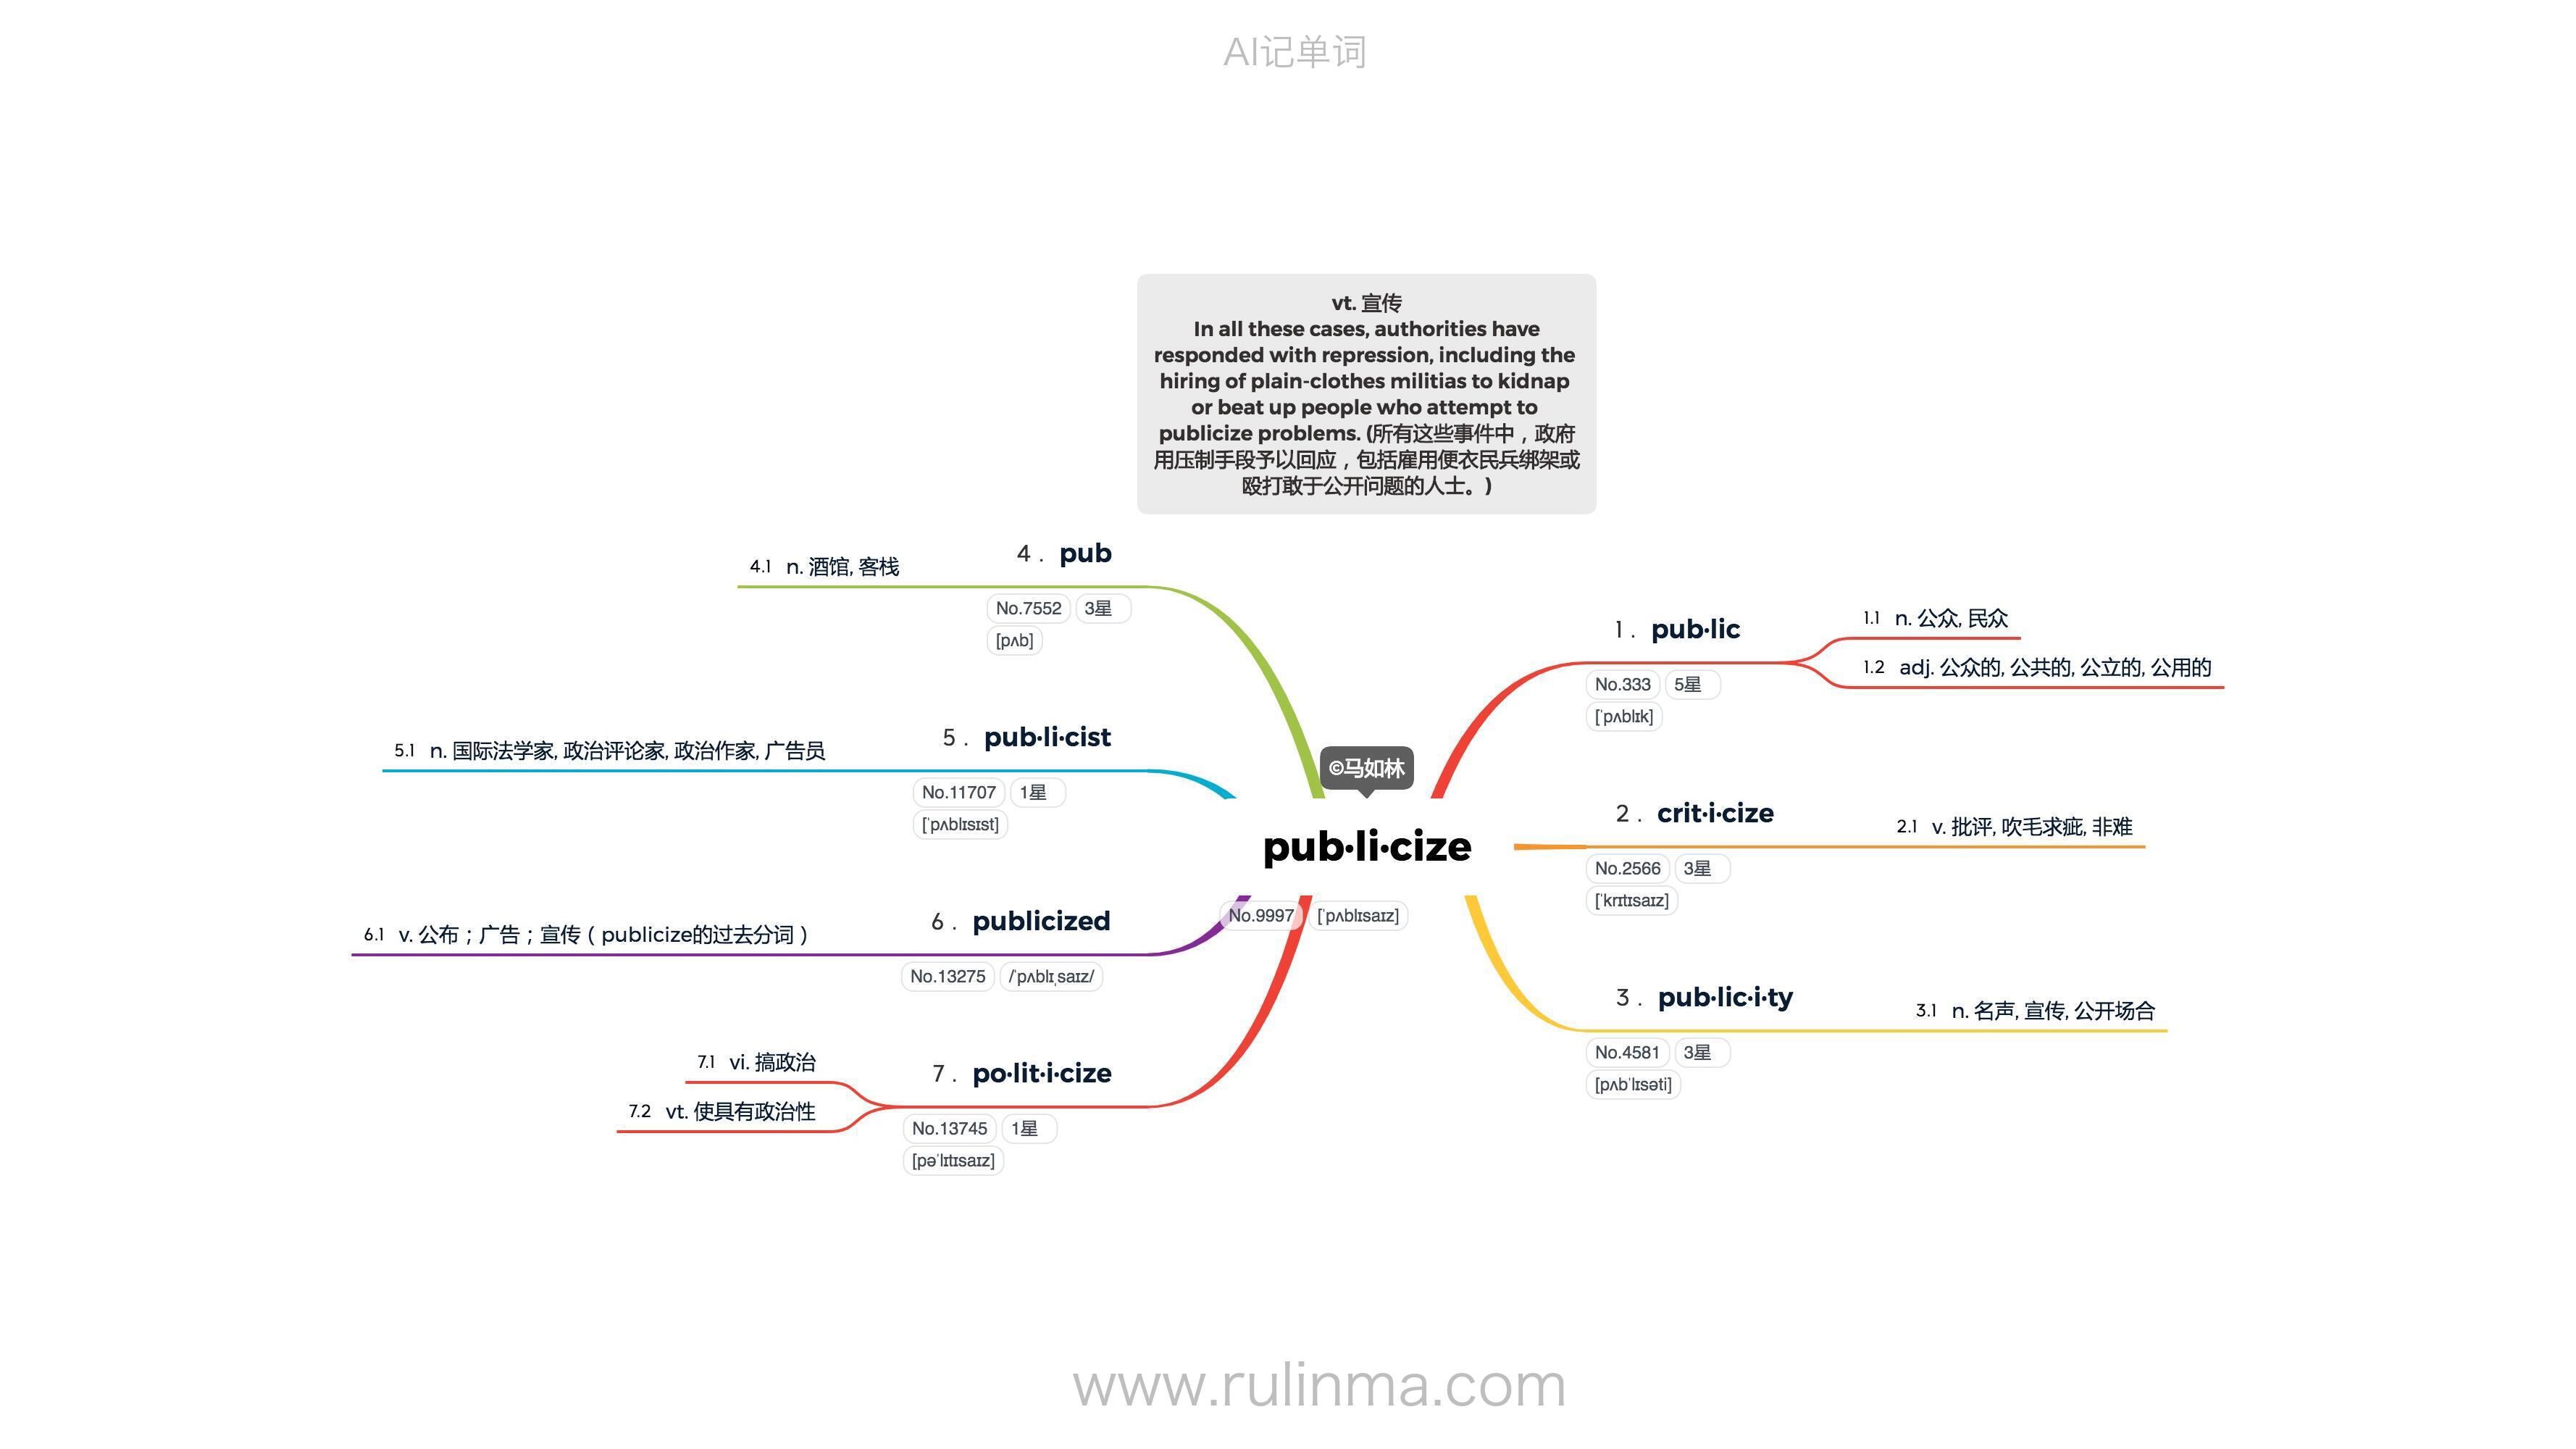 AI记单词
vt. 宣传
In all these cases, authorities have
responded with repression, including the
hiring of plain-clothes militias to kidnap
or beat up people who attempt to
publicize problems. (所有这些事件中，政府
用压制手段予以回应，包括雇用便衣民兵绑架或
殴打敢于公开问题的人士。)
©马如林
pub·li·cize
No.9997 [ˈpʌblɪsaɪz]
1. pub·lic
No.333 5星
[ˈpʌblɪk]
1.1 n. 公众, 民众
1.2 adj. 公众的, 公共的, 公立的, 公用的
2. crit·i·cize
No.2566 3星
[ˈkrɪtɪsaɪz]
2.1 v. 批评, 吹毛求疵, 非难
3. pub·lic·i·ty
No.4581 3星
[pʌbˈlɪsəti]
3.1 n. 名声, 宣传, 公开场合
4. pub
No.7552 3星
[pʌb]
4.1 n. 酒馆, 客栈
5. pub·li·cist
No.11707 1星
[ˈpʌblɪsɪst]
5.1 n. 国际法学家, 政治评论家, 政治作家, 广告员
6. publicized
No.13275 /ˈpʌblɪˌsaɪz/
6.1 v. 公布；广告；宣传（publicize的过去分词）
7. po·lit·i·cize
No.13745 1星
[pəˈlɪtɪsaɪz]
7.1 vi. 搞政治
7.2 vt. 使具有政治性
www.rulinma.com